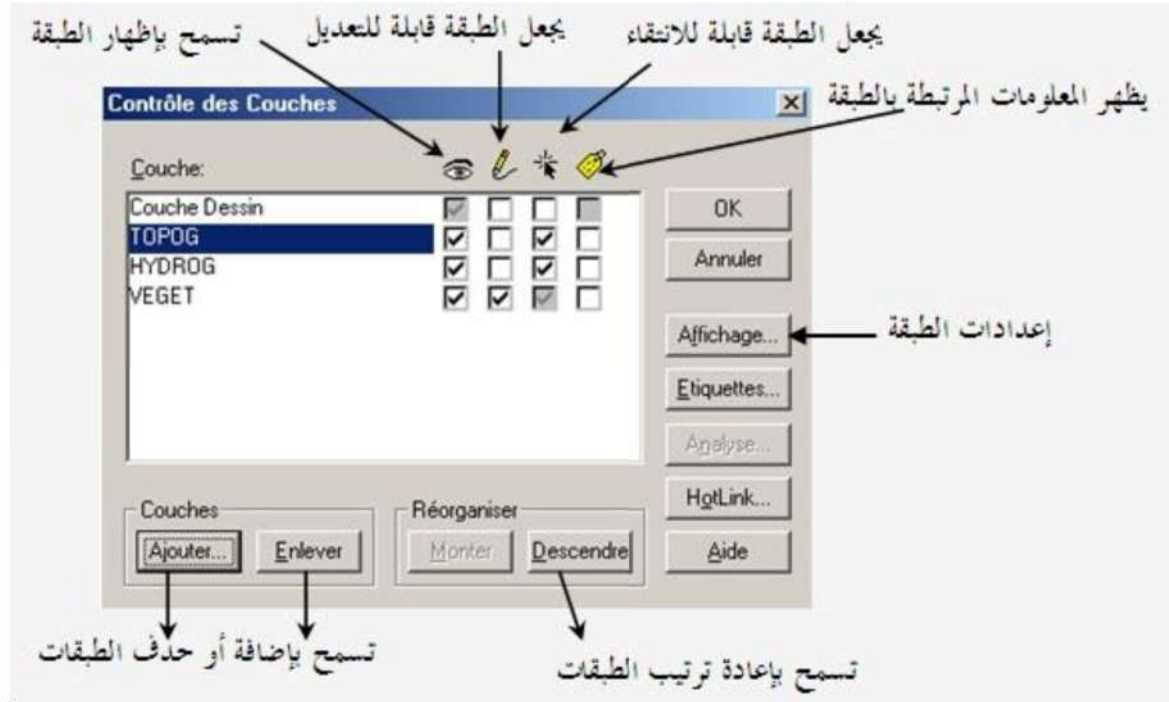 تسمح بإظهار الطبقة
يجعل الطبقة قابلة للتعديل
يجعل الطبقة قابلة للانتقاء
يظهر المعلومات المرتبطة بالطبقة
Contrôle des Couches
Couche:
Couche Dessin
TOPOG
HYDROG
VEGET
OK
Annuler
Affichage...
إعدادات الطبقة
Etiquettes...
Analyse...
HotLink...
Aide
Couches
Ajouter...
Enlever
Réorganiser
Monter
Descendre
تسمح بإضافة أو حذف الطبقات
تسمح بإعادة ترتيب الطبقات